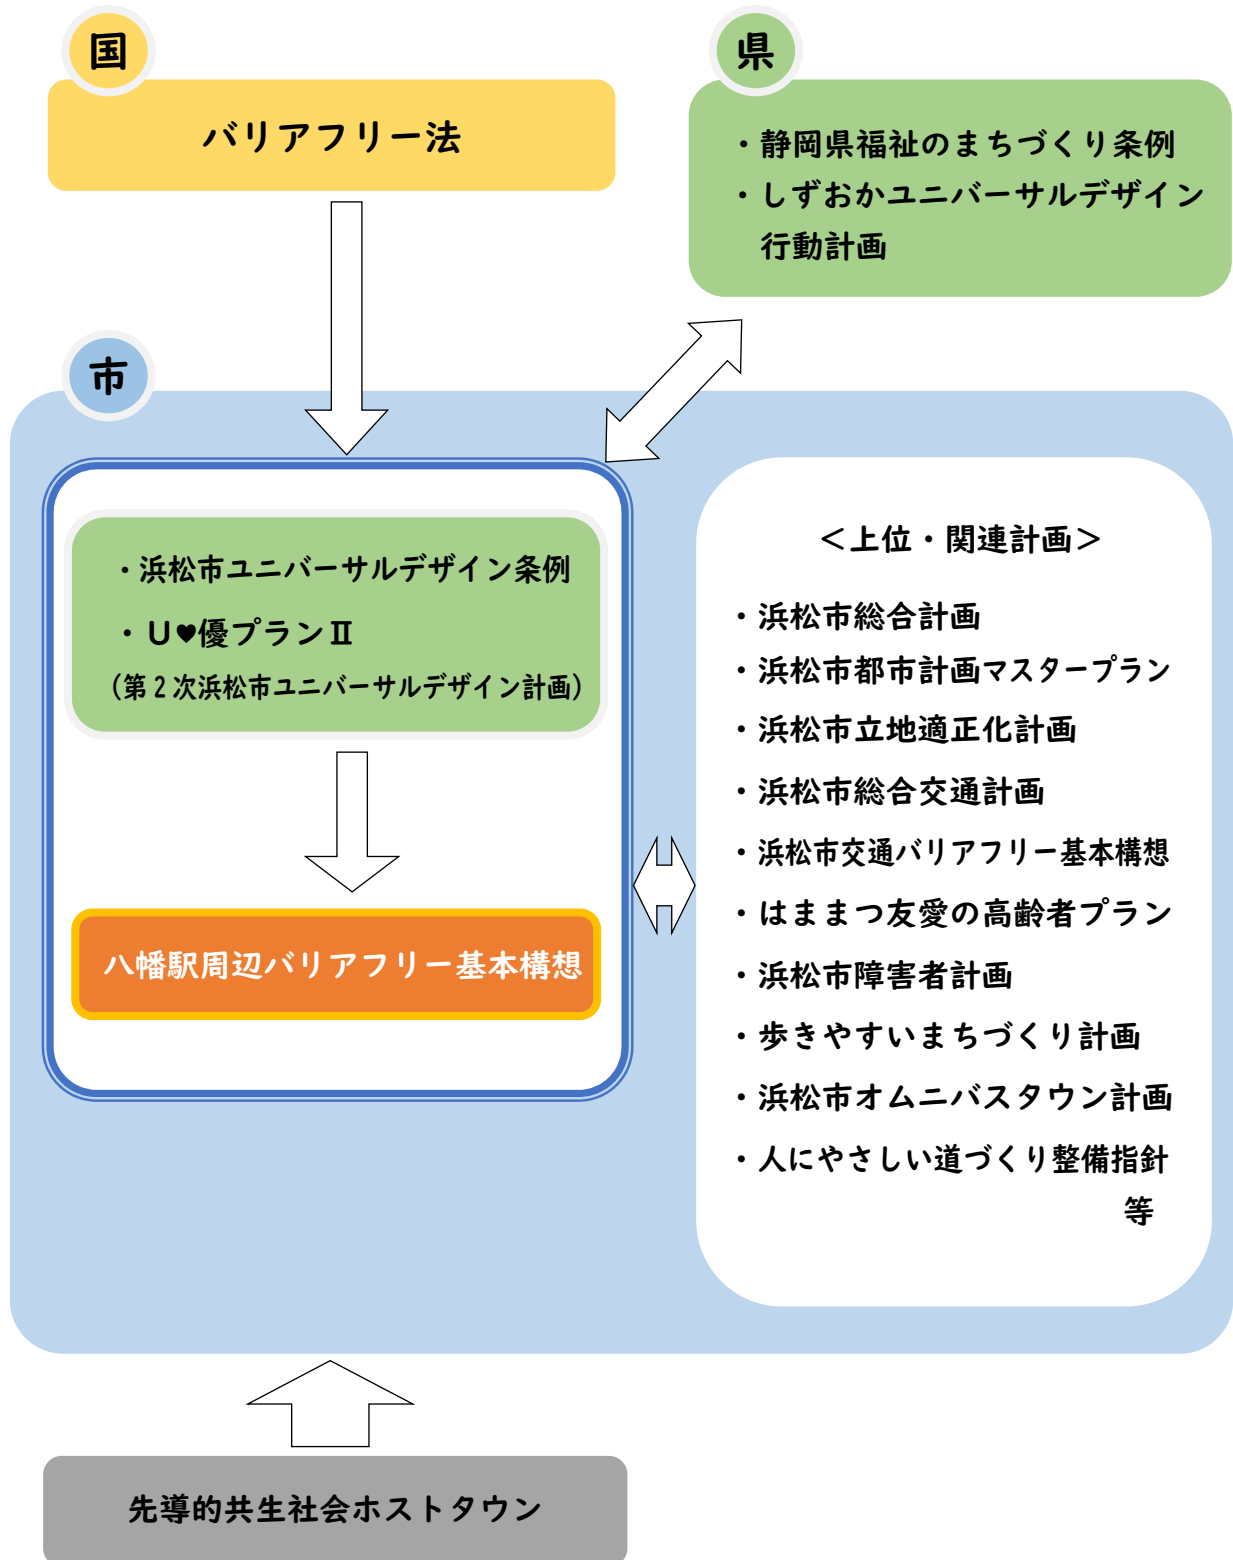 国
バリアフリー法
県
・静岡県福祉のまちづくり条例
・しずおかユニバーサルデザイン
行動計画
市
・浜松市ユニバーサルデザイン条例
・U♥優プランⅡ
(第2次浜松市ユニバーサルデザイン計画)
八幡駅周辺バリアフリー基本構想
＜上位・関連計画＞
・浜松市総合計画
・浜松市都市計画マスタープラン
・浜松市立地適正化計画
・浜松市総合交通計画
・浜松市交通バリアフリー基本構想
・はままつ友愛の高齢者プラン
・浜松市障害者計画
・歩きやすいまちづくり計画
・浜松市オムニバスタウン計画
・人にやさしい道づくり整備指針
等
先導的共生社会ホストタウン